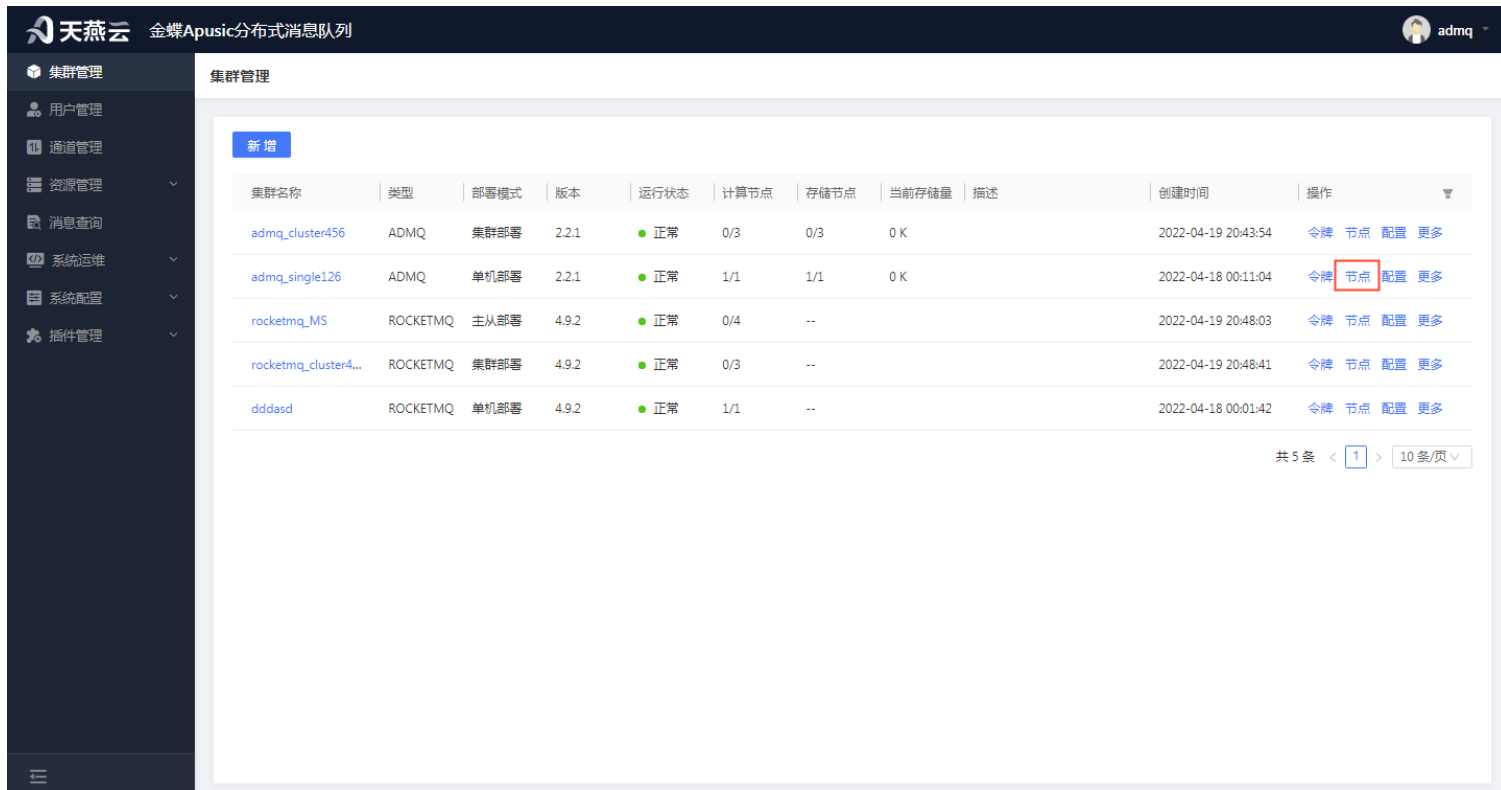 天燕云 金蝶Apusic分布式消息队列 admq
集群管理
用户管理
通道管理
资源管理
消息查询
系统运维
系统配置
插件管理
集群管理
新增
集群名称 类型 部署模式 版本 运行状态 计算节点 存储节点 当前存储量 描述 创建时间 操作
admq_cluster456 ADMQ 集群部署 2.2.1 正常 0/3 0/3 0 K 2022-04-19 20:43:54 令牌 节点 配置 更多
admq_single126 ADMQ 单机部署 2.2.1 正常 1/1 1/1 0 K 2022-04-18 00:11:04 令牌 节点 配置 更多
rocketmq_MS ROCKETMQ 主从部署 4.9.2 正常 0/4 -- 2022-04-19 20:48:03 令牌 节点 配置 更多
rocketmq_cluster4... ROCKETMQ 集群部署 4.9.2 正常 0/3 -- 2022-04-19 20:48:41 令牌 节点 配置 更多
dddasd ROCKETMQ 单机部署 4.9.2 正常 1/1 -- 2022-04-18 00:01:42 令牌 节点 配置 更多
共 5 条 < 1 > 10 条/页